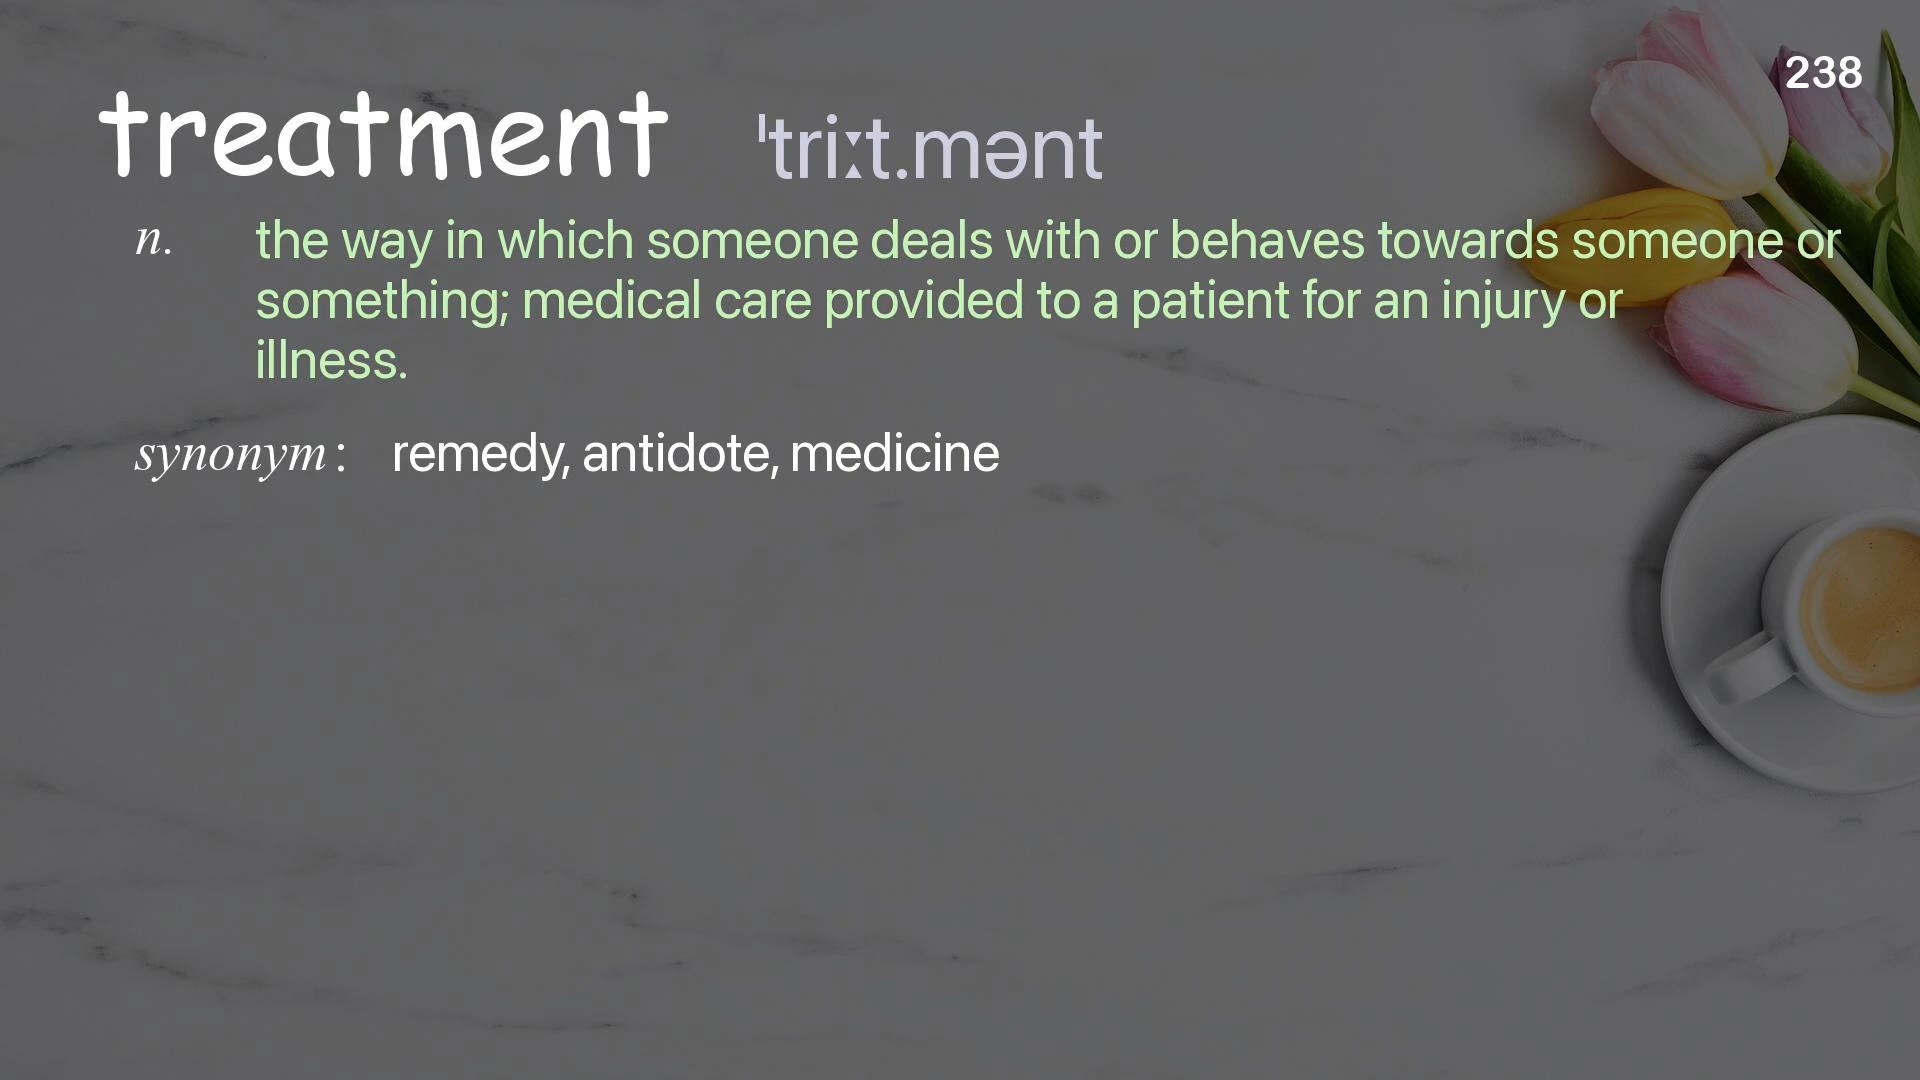 238
treatment ˈtriːt.mənt
n. the way in which someone deals with or behaves towards someone or
something; medical care provided to a patient for an injury or
illness.
synonym : remedy, antidote, medicine